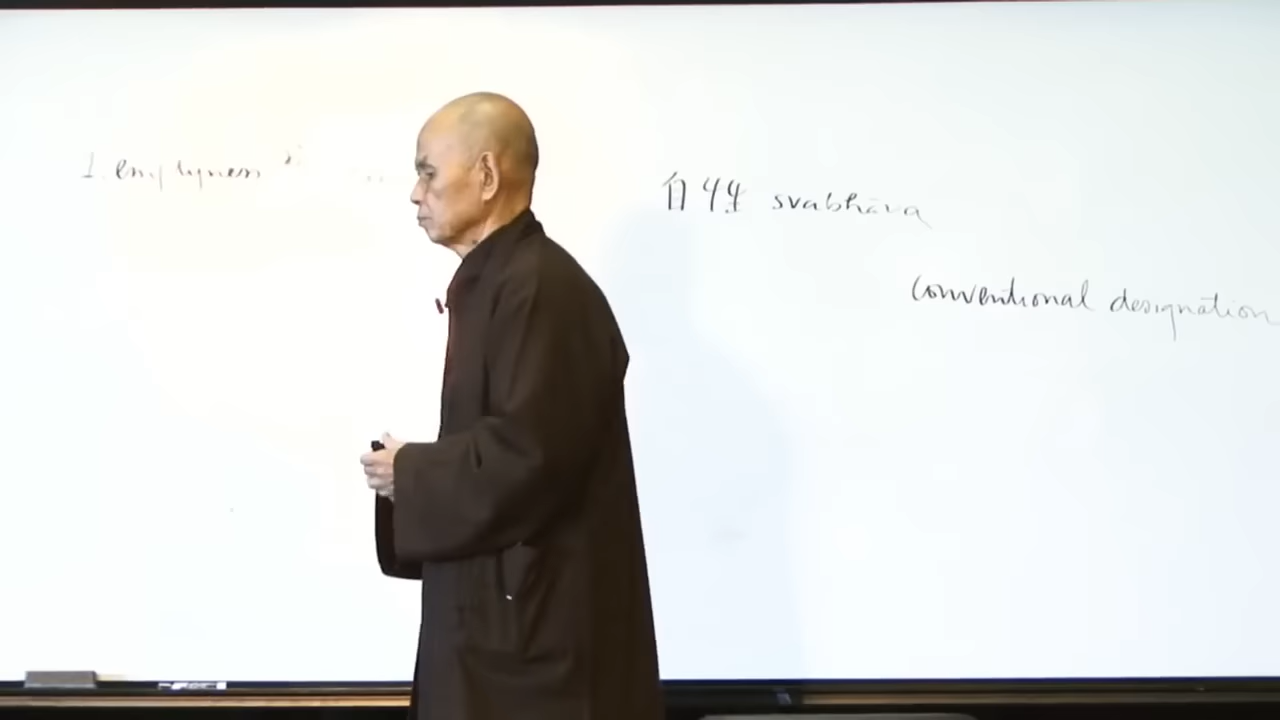 1. emptyness
自性 svabhāva
conventional designation